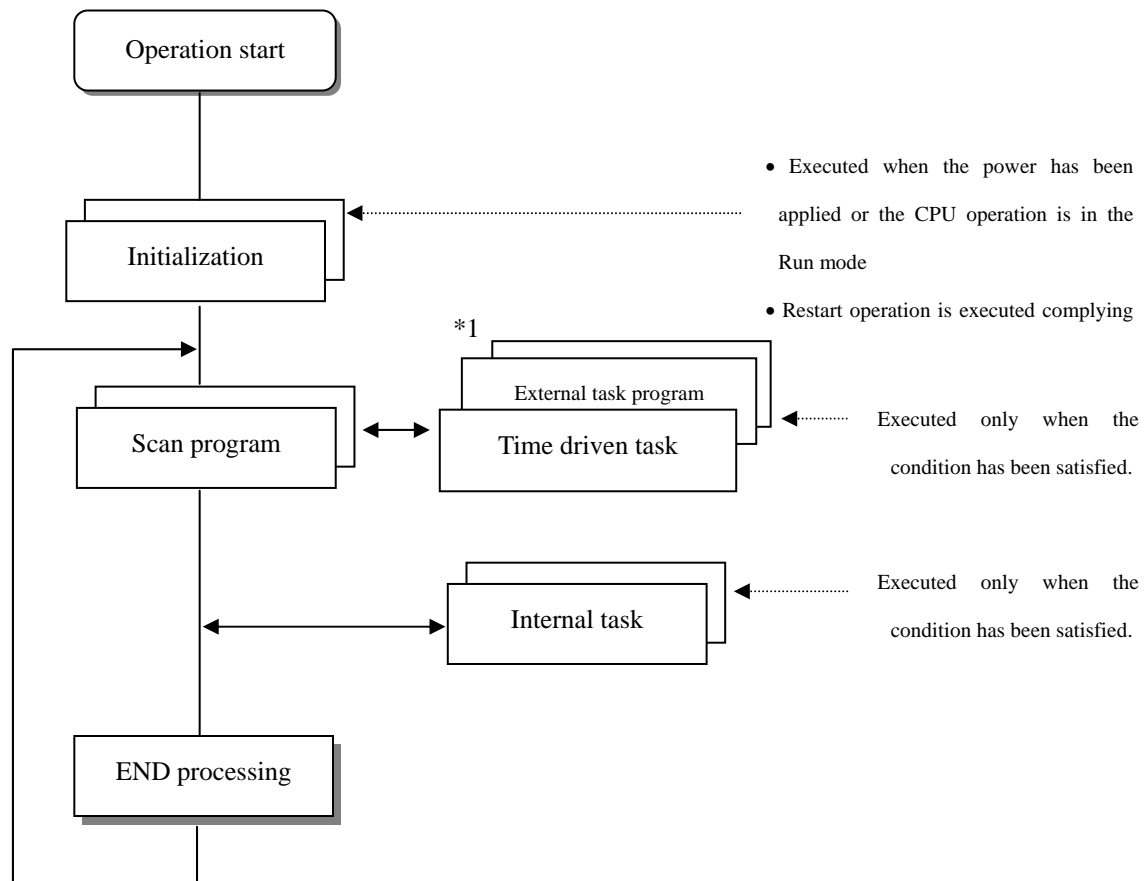 Operation start
• Executed when the power has been
applied or the CPU operation is in the
Run mode
• Restart operation is executed complying
Initialization
*1
External task program
Time driven task
Scan program
Executed only when the
condition has been satisfied.
Internal task
Executed only when the
condition has been satisfied.
END processing